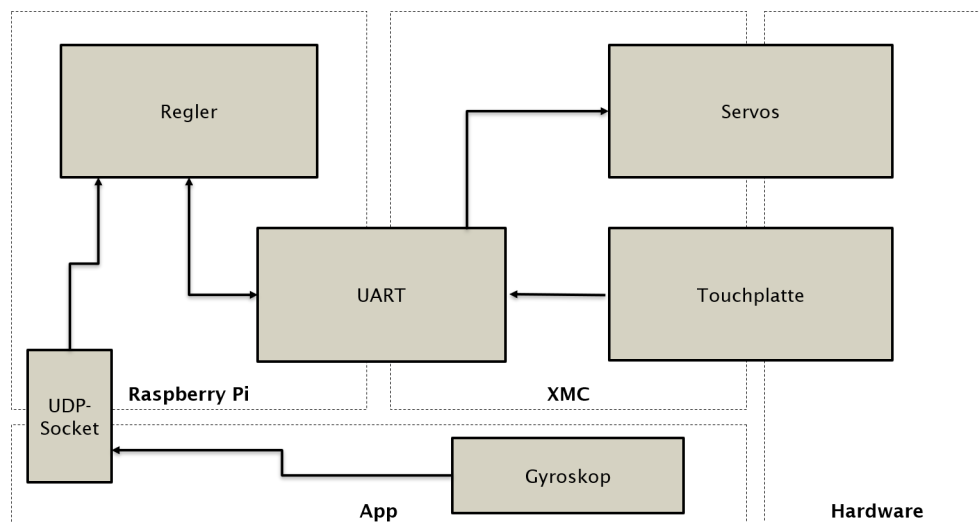 Regler
Servos
UART
Touchplatte
Raspberry Pi
XMC
UDP-
Socket
Gyroskop
App
Hardware